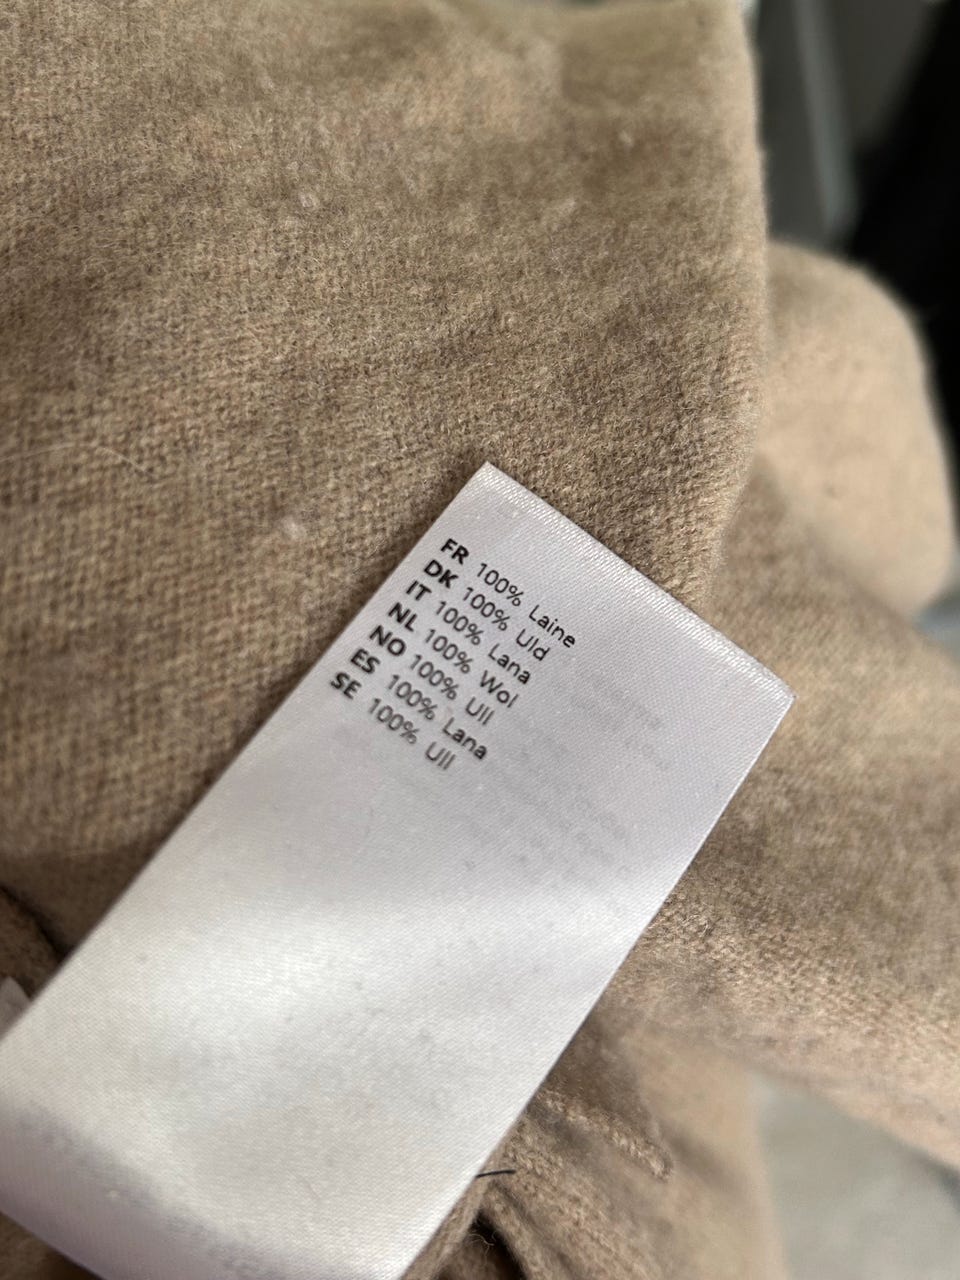 FR 100% Laine
DK 100% Uld
IT 100% Lana
NL 100% Wol
NO 100% Ull
ES 100% Lana
SE 100% Ull